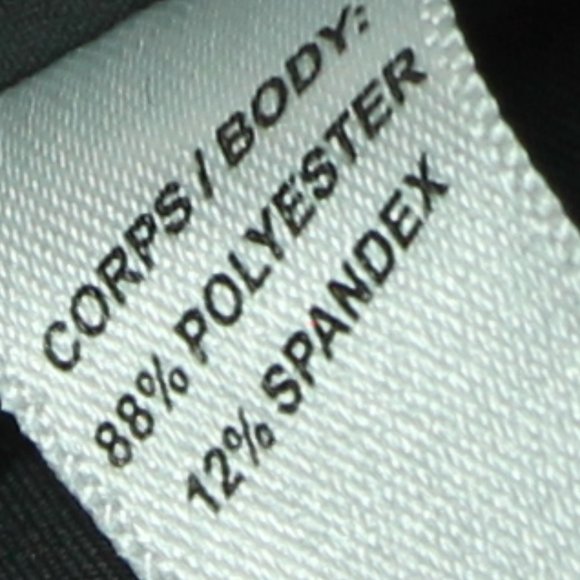 CORPS / BODY:
88% POLYESTER
12% SPANDEX